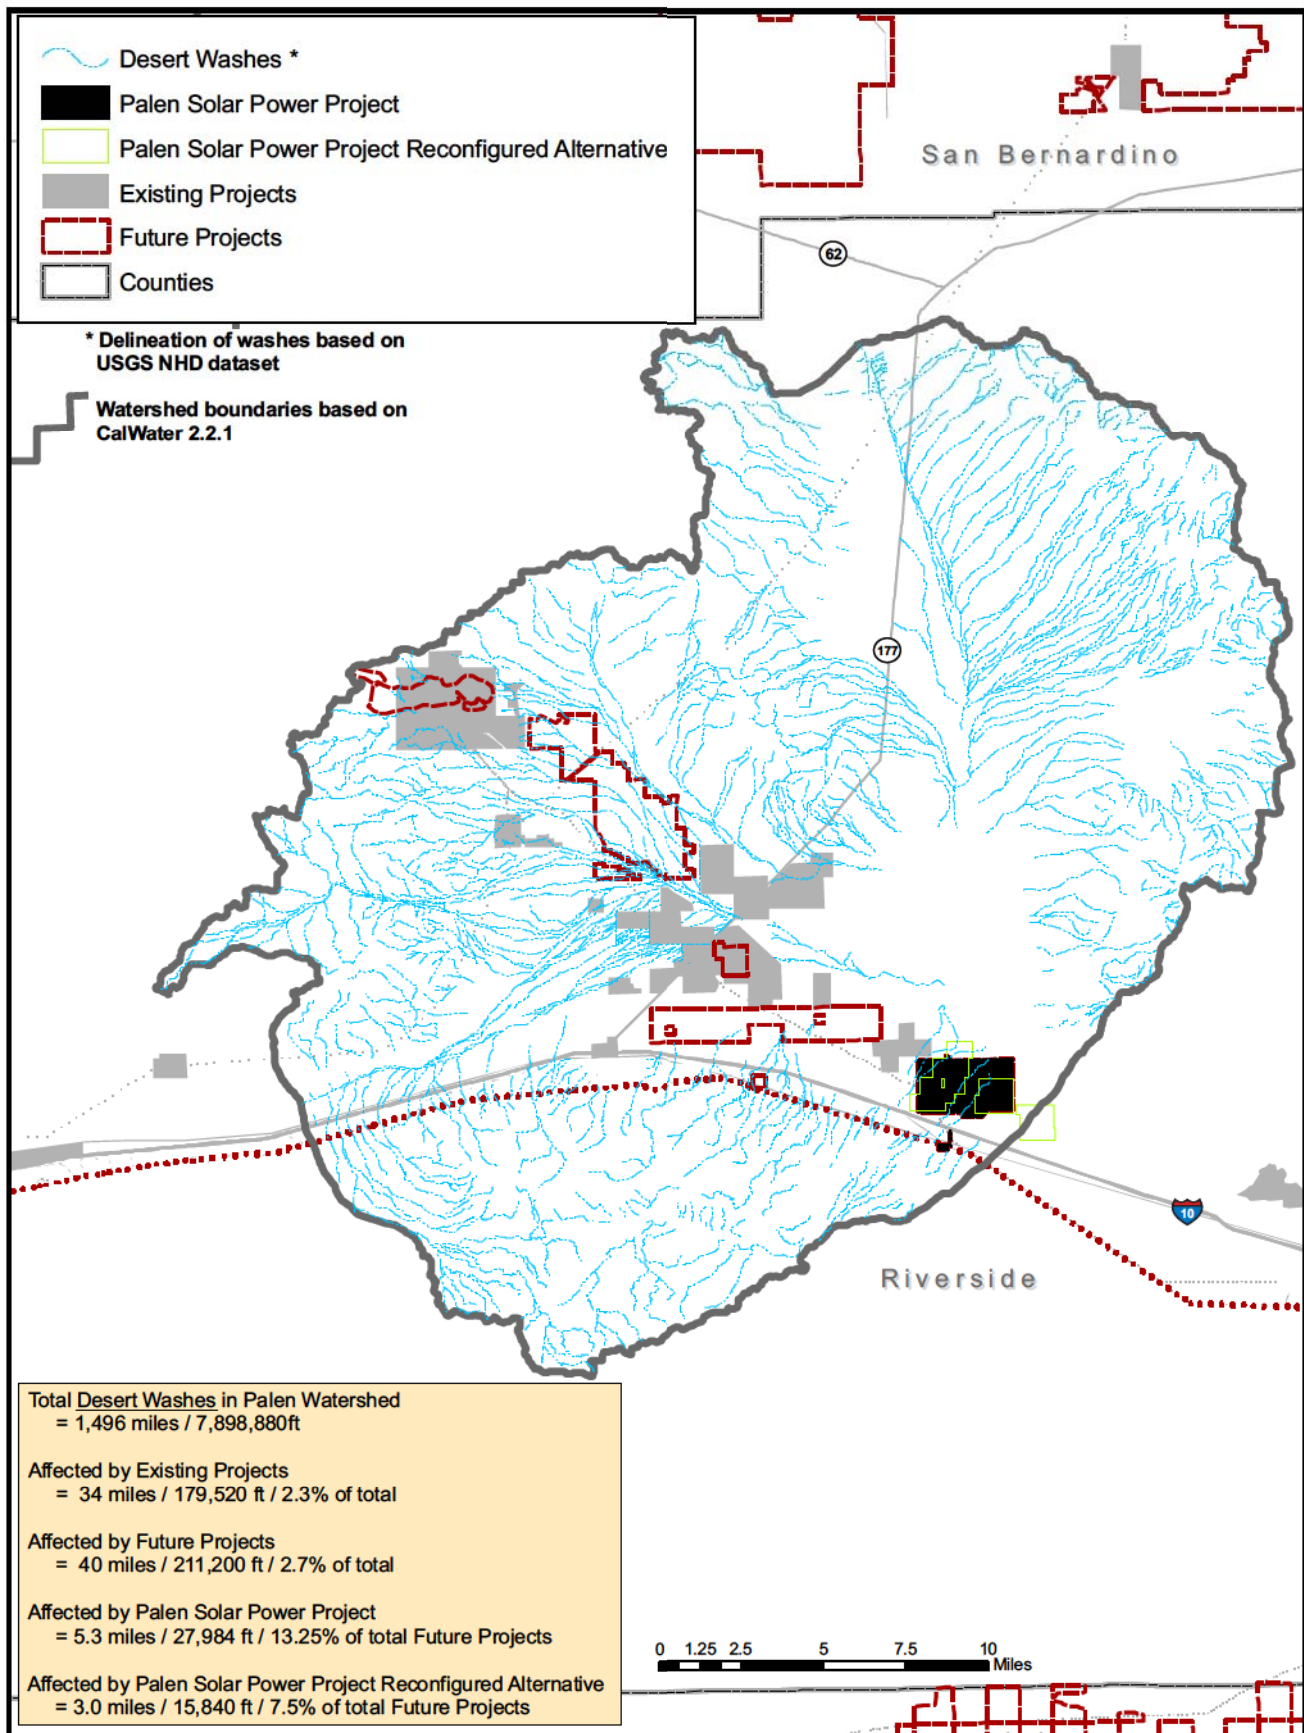 Desert Washes *
Palen Solar Power Project
Palen Solar Power Project Reconfigured Alternative
Existing Projects
Future Projects
Counties
* Delineation of washes based on
USGS NHD dataset
Watershed boundaries based on
CalWater 2.2.1
San Bernardino
62
177
10
Riverside
Total Desert Washes in Palen Watershed
= 1,496 miles / 7,898,880ft
Affected by Existing Projects
= 34 miles / 179,520 ft / 2.3% of total
Affected by Future Projects
= 40 miles / 211,200 ft / 2.7% of total
Affected by Palen Solar Power Project
= 5.3 miles / 27,984 ft / 13.25% of total Future Projects
Affected by Palen Solar Power Project Reconfigured Alternative
= 3.0 miles / 15,840 ft / 7.5% of total Future Projects
0 1.25 2.5 5 7.5 10
Miles